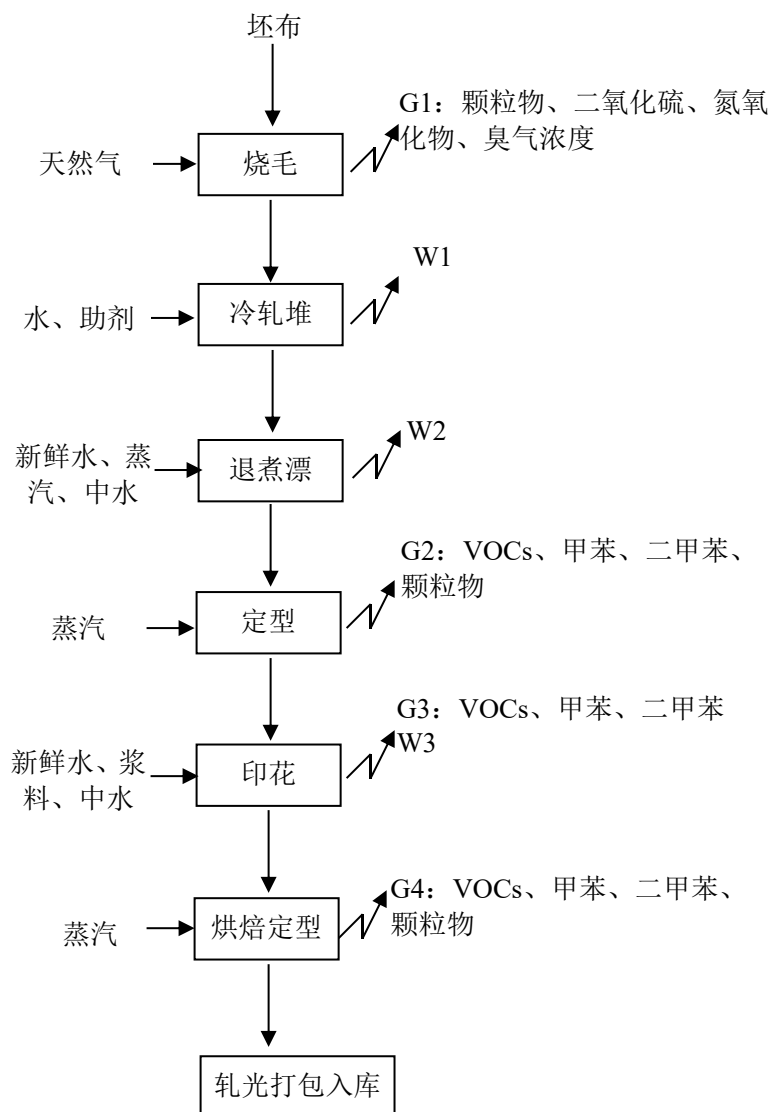 坯布
G1：颗粒物、二氧化硫、氮氧
化物、臭气浓度
天然气
烧毛
W1
水、助剂
冷轧堆
W2
新鲜水、蒸
汽、中水
退煮漂
G2：VOCs、甲苯、二甲苯、
颗粒物
蒸汽
定型
G3：VOCs、甲苯、二甲苯
W3
新鲜水、浆
料、中水
印花
G4：VOCs、甲苯、二甲苯、
颗粒物
蒸汽
烘焙定型
轧光打包入库